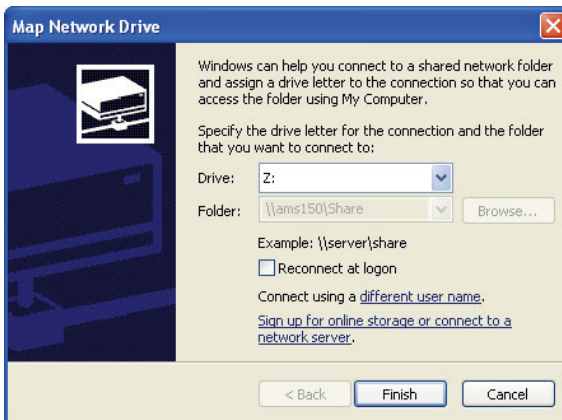 Map Network Drive
Windows can help you connect to a shared network folder
and assign a drive letter to the connection so that you can
access the folder using My Computer.
Specify the drive letter for the connection and the folder
that you want to connect to:
Drive: Z:
Folder: \\ams150\Share Browse...
Example: \\server\share
Reconnect at logon
Connect using a different user name.
Sign up for online storage or connect to a
network server.
< Back Finish Cancel